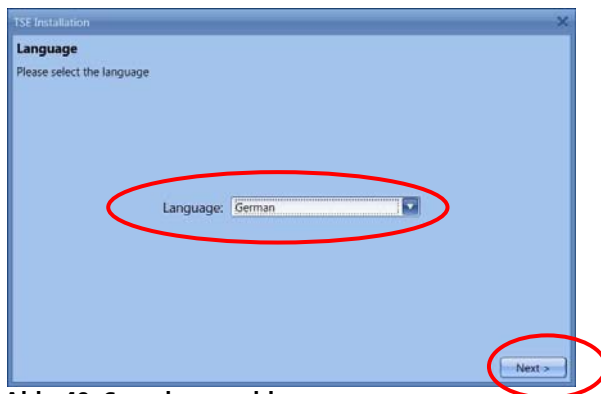 TSE Installation
Language
Please select the language
Language: German
Next >